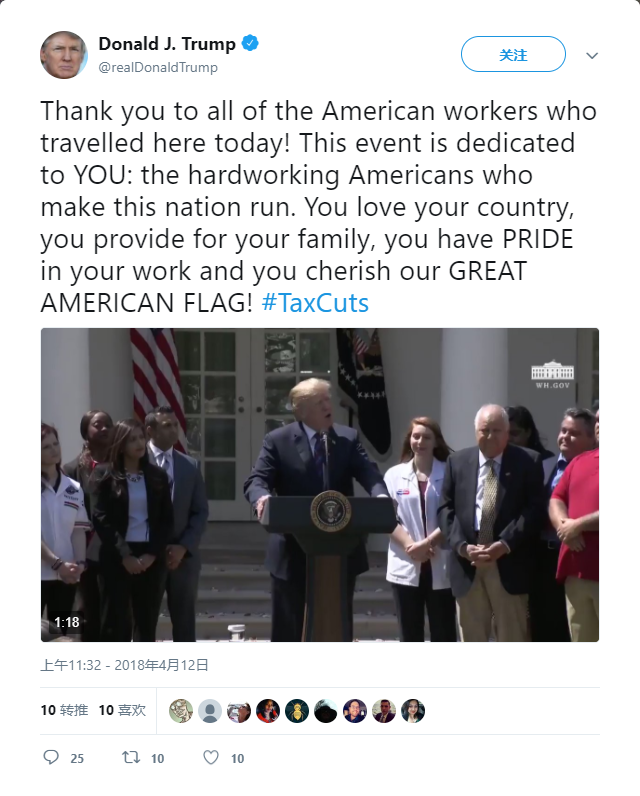 Donald J. Trump
@realDonaldTrump
关注
Thank you to all of the American workers who
travelled here today! This event is dedicated
to YOU: the hardworking Americans who
make this nation run. You love your country,
you provide for your family, you have PRIDE
in your work and you cherish our GREAT
AMERICAN FLAG! #TaxCuts
WH.GOV
1:18
上午11:32 - 2018年4月12日
10 转推 10 喜欢
25 10 10